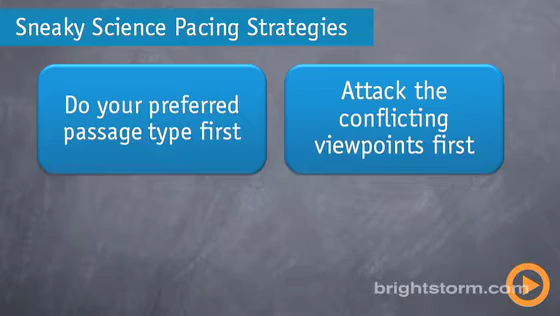 Sneaky Science Pacing Strategies
Do your preferred
passage type first
Attack the
conflicting
viewpoints first
brightstorm.com